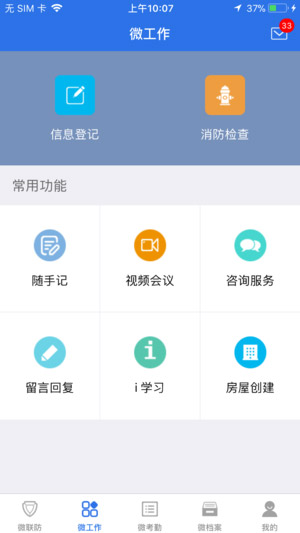 无 SIM 卡 上午10:07 37%
微工作
33
信息登记 消防检查
常用功能
随手记 视频会议 咨询服务
留言回复 i 学习 房屋创建
微联防 微工作 微考勤 微档案 我的